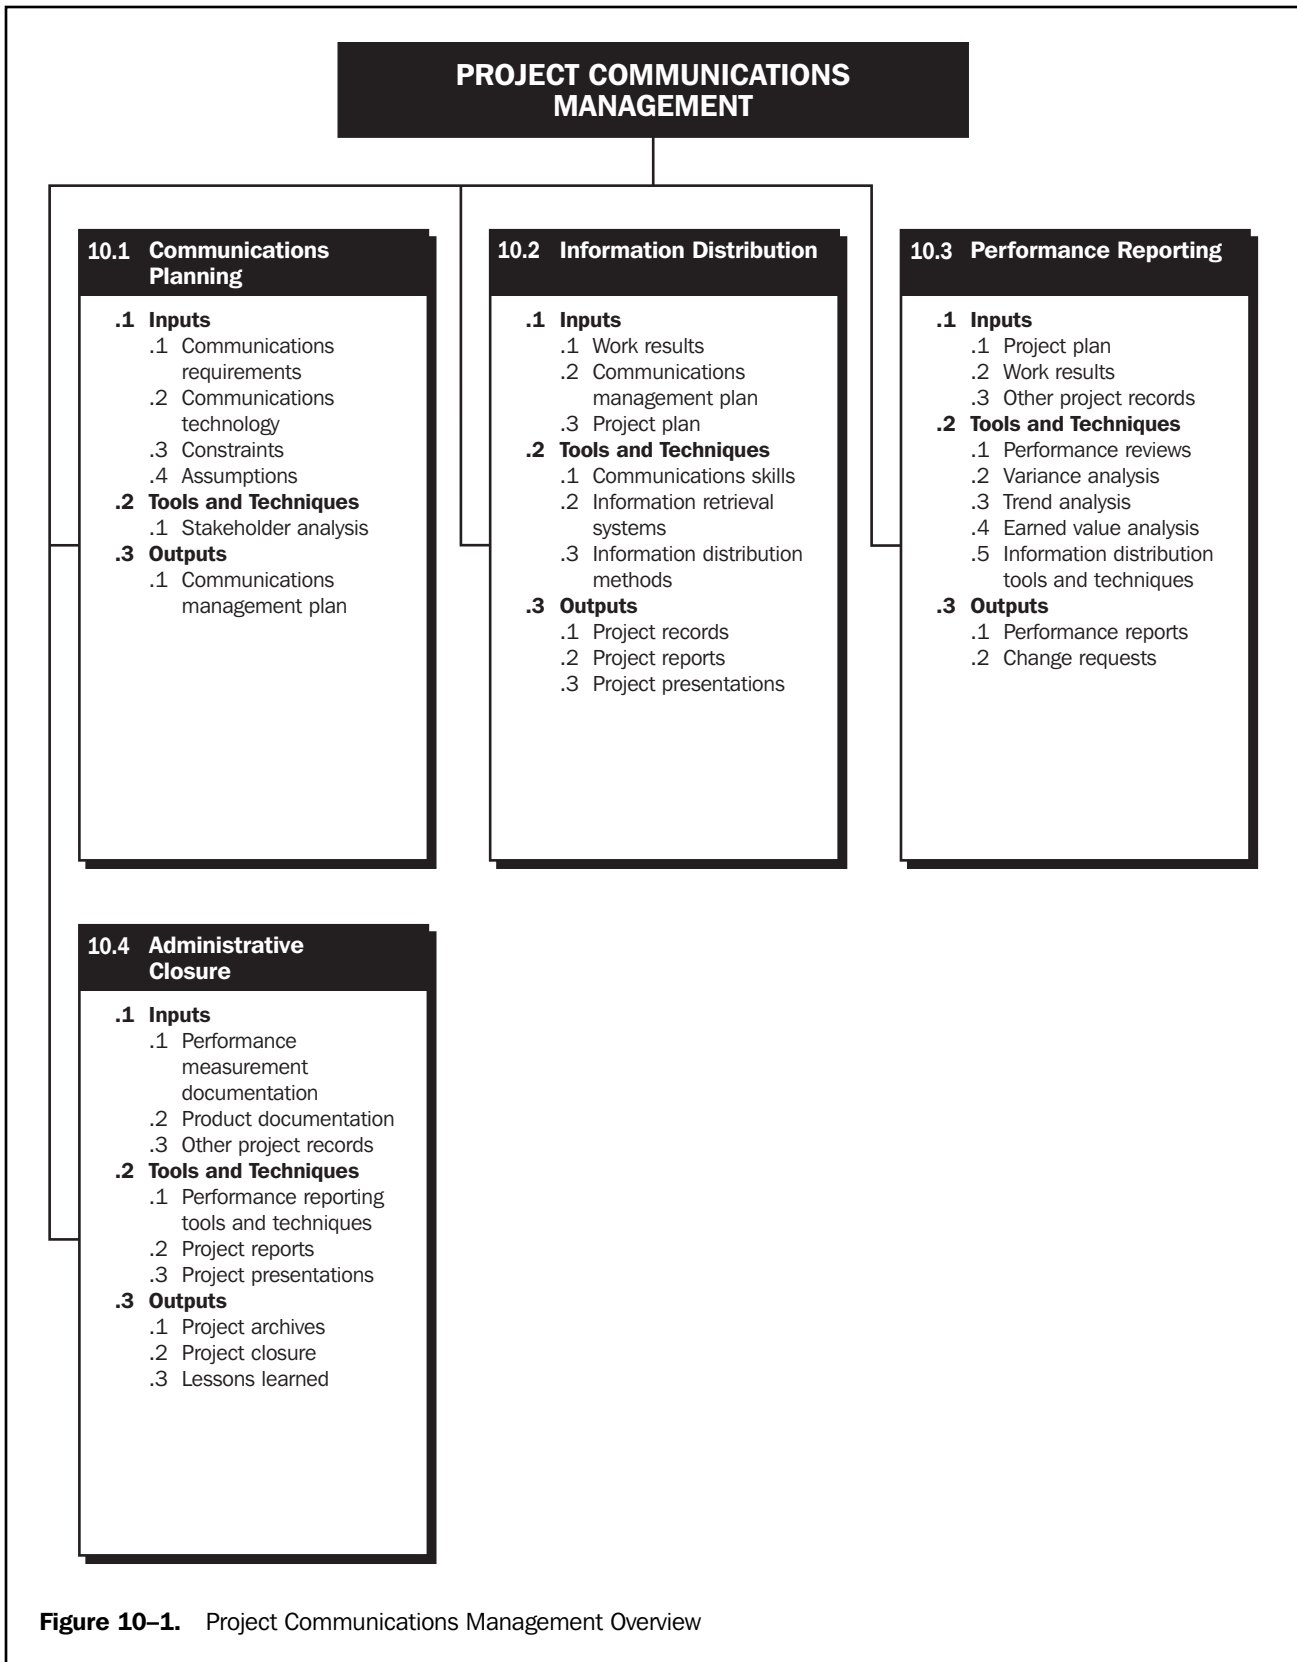 PROJECT COMMUNICATIONS
MANAGEMENT
10.1 Communications
Planning
.1 Inputs
.1 Communications
requirements
.2 Communications
technology
.3 Constraints
.4 Assumptions
.2 Tools and Techniques
.1 Stakeholder analysis
.3 Outputs
.1 Communications
management plan
10.2 Information Distribution
.1 Inputs
.1 Work results
.2 Communications
management plan
.3 Project plan
.2 Tools and Techniques
.1 Communications skills
.2 Information retrieval
systems
.3 Information distribution
methods
.3 Outputs
.1 Project records
.2 Project reports
.3 Project presentations
10.3 Performance Reporting
.1 Inputs
.1 Project plan
.2 Work results
.3 Other project records
.2 Tools and Techniques
.1 Performance reviews
.2 Variance analysis
.3 Trend analysis
.4 Earned value analysis
.5 Information distribution
tools and techniques
.3 Outputs
.1 Performance reports
.2 Change requests
10.4 Administrative
Closure
.1 Inputs
.1 Performance
measurement
documentation
.2 Product documentation
.3 Other project records
.2 Tools and Techniques
.1 Performance reporting
tools and techniques
.2 Project reports
.3 Project presentations
.3 Outputs
.1 Project archives
.2 Project closure
.3 Lessons learned
Figure 10–1. Project Communications Management Overview